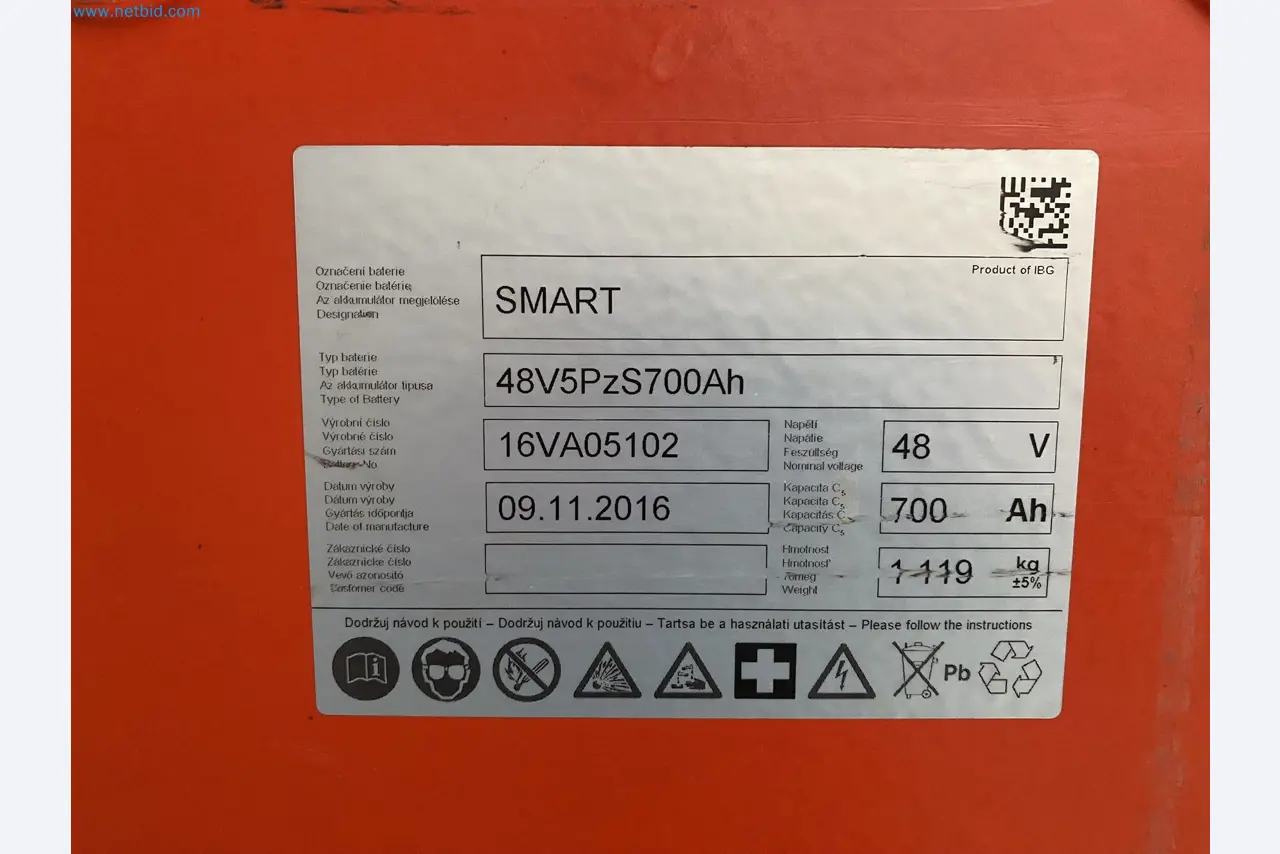 www.netbid.com
Product of IBG
Označení baterie
Označenie batérie
Az akkumulátor megjelölése
Designation
SMART
Typ baterie
Typ batérie
Az akkumulátor típusa
Type of Battery
48V5PzS700Ah
Výrobní číslo
Výrobné číslo
Gyártási szám
Battery-No
16VA05102
Napětí
Napätie
Feszültség
Nominal voltage
48 V
Datum výroby
Dátum výroby
Gyártás időpontja
Date of manufacture
09.11.2016
Kapacita C5
Kapacita C5
Kapacitás C5
Capacity C5
700 Ah
Zákaznické číslo
Zákaznícke číslo
Vevő azonosító
Customer code
Hmotnost
Hmotnosť
Tömeg
Weight
1 119 kg
±5%
Dodržuj návod k použití – Dodržuj návod k použitiu – Tartsa be a használati utasítást – Please follow the instructions
Pb